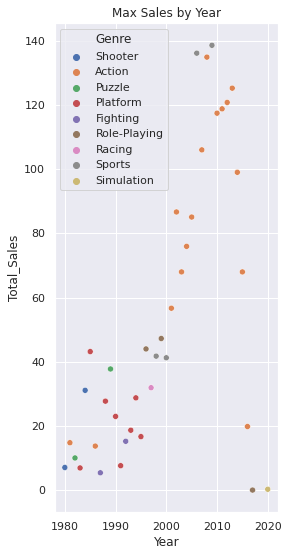 Max Sales by Year
Genre
Shooter
Action
Puzzle
Platform
Fighting
Role-Playing
Racing
Sports
Simulation
140
120
100
80
60
40
20
0
Total_Sales
1980 1990 2000 2010 2020
Year